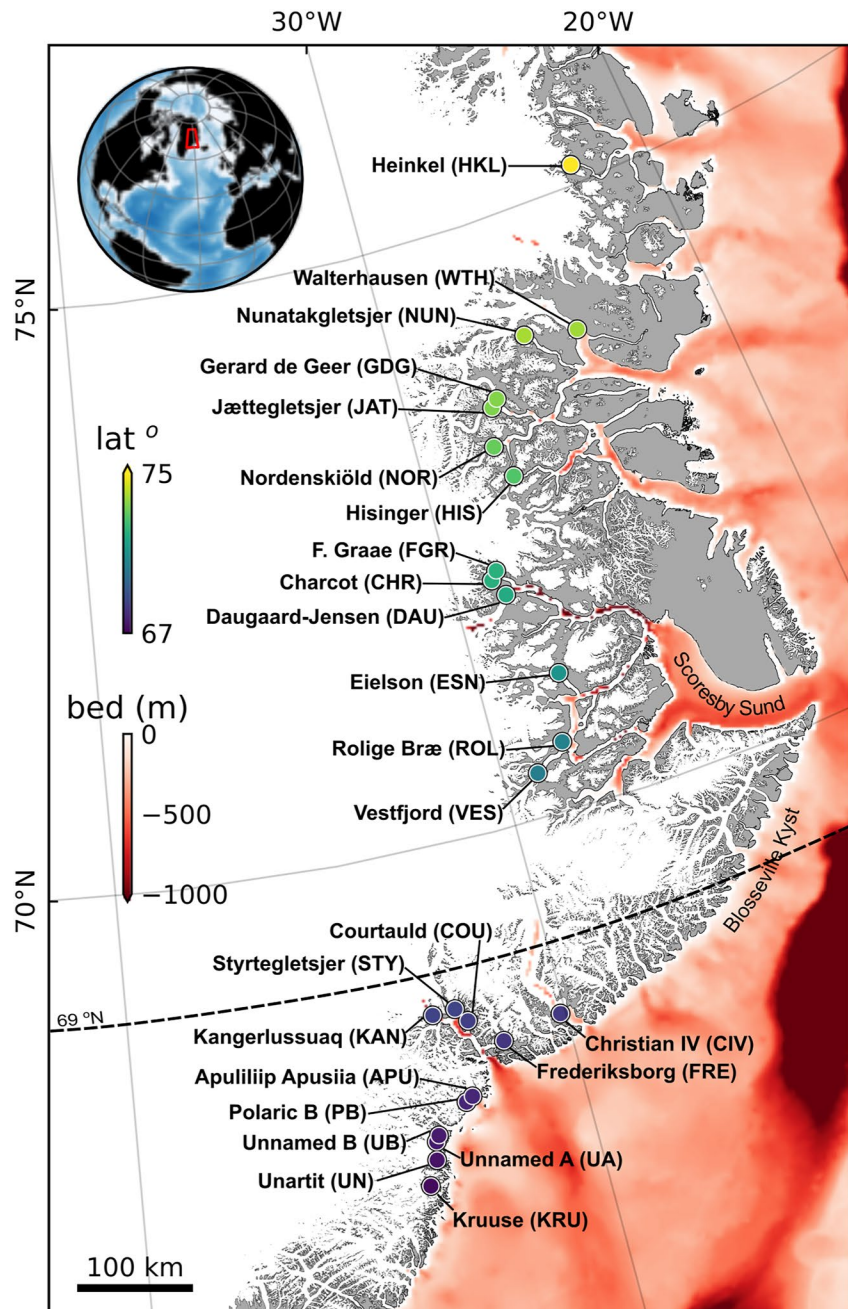 30°W
20°W
Heinkel (HKL)
Walterhausen (WTH)
75°N
Nunatakgletsjer (NUN)
Gerard de Geer (GDG)
Jættegletsjer (JAT)
lat °
75
Nordenskiöld (NOR)
Hisinger (HIS)
F. Graae (FGR)
Charcot (CHR)
Daugaard-Jensen (DAU)
67
Eielson (ESN)
Scoresby Sund
bed (m)
0
Rolige Bræ (ROL)
−500
Vestfjord (VES)
−1000
Blosseville Kyst
70°N
Courtauld (COU)
Styrtegletsjer (STY)
69 °N
Kangerlussuaq (KAN)
Christian IV (CIV)
Apuliliip Apusiia (APU)
Frederiksborg (FRE)
Polaric B (PB)
Unnamed B (UB)
Unnamed A (UA)
Unartit (UN)
Kruuse (KRU)
100 km